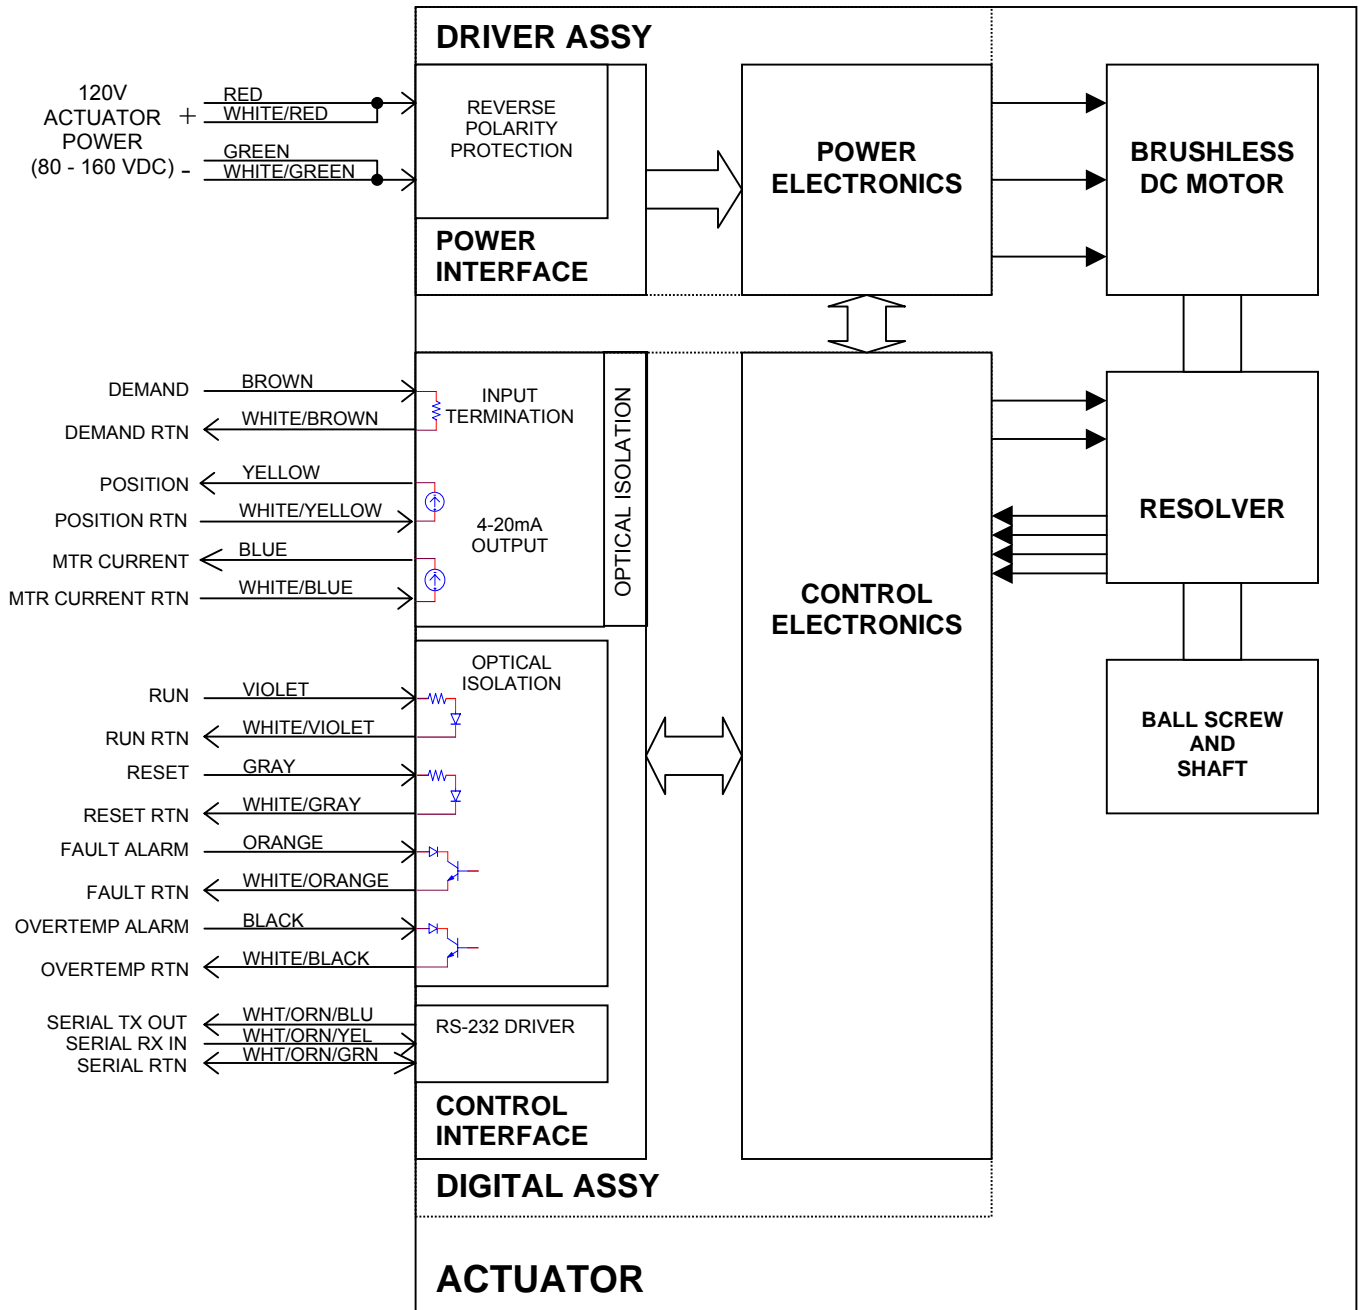 DRIVER ASSY
120V
ACTUATOR
POWER
(80 - 160 VDC)
+
-
RED
WHITE/RED
GREEN
WHITE/GREEN
REVERSE
POLARITY
PROTECTION
POWER
INTERFACE
POWER
ELECTRONICS
BRUSHLESS
DC MOTOR
DEMAND
BROWN
DEMAND RTN
WHITE/BROWN
POSITION
YELLOW
POSITION RTN
WHITE/YELLOW
MTR CURRENT
BLUE
MTR CURRENT RTN
WHITE/BLUE
INPUT
TERMINATION
4-20mA
OUTPUT
OPTICAL ISOLATION
CONTROL
ELECTRONICS
RESOLVER
BALL SCREW
AND
SHAFT
RUN
VIOLET
RUN RTN
WHITE/VIOLET
RESET
GRAY
RESET RTN
WHITE/GRAY
FAULT ALARM
ORANGE
FAULT RTN
WHITE/ORANGE
OVERTEMP ALARM
BLACK
OVERTEMP RTN
WHITE/BLACK
OPTICAL
ISOLATION
SERIAL TX OUT
WHT/ORN/BLU
SERIAL RX IN
WHT/ORN/YEL
SERIAL RTN
WHT/ORN/GRN
RS-232 DRIVER
CONTROL
INTERFACE
DIGITAL ASSY
ACTUATOR